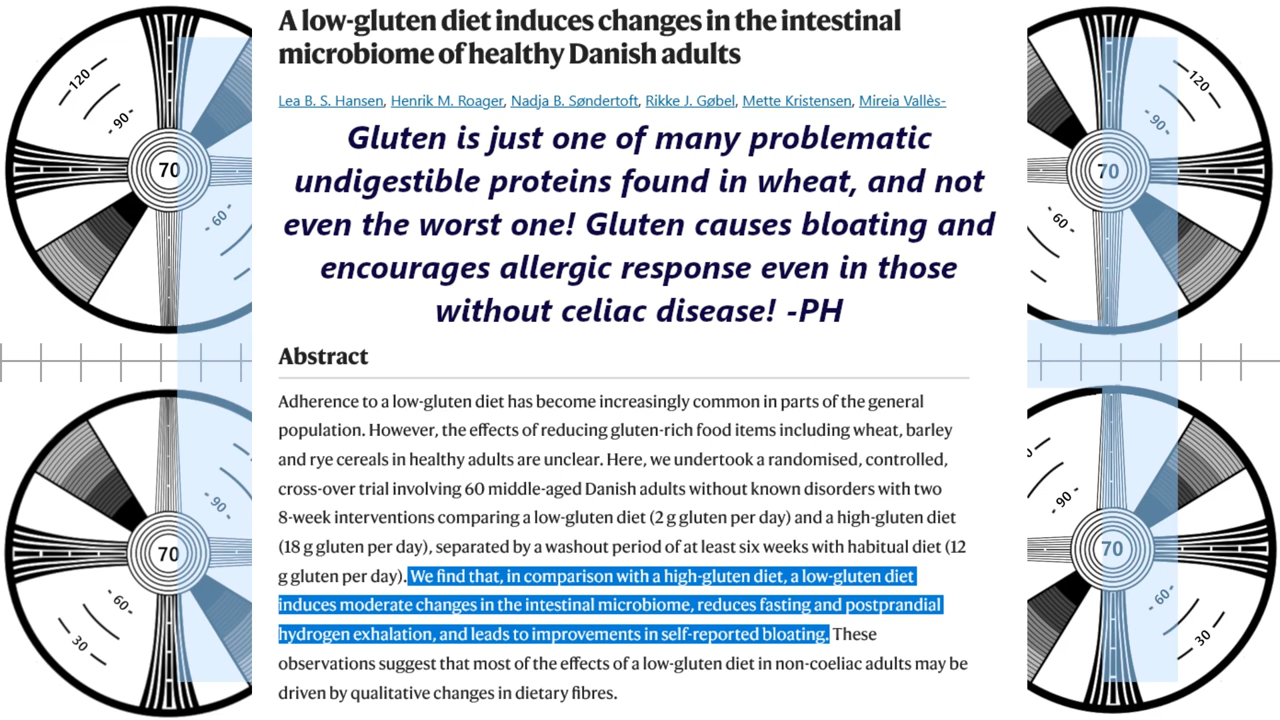 A low-gluten diet induces changes in the intestinal
microbiome of healthy Danish adults
Lea B. S. Hansen, Henrik M. Roager, Nadja B. Søndertoft, Rikke J. Gøbel, Mette Kristensen, Mireia Vallès-
Gluten is just one of many problematic
undigestible proteins found in wheat, and not
even the worst one! Gluten causes bloating and
encourages allergic response even in those
without celiac disease! -PH
Abstract
Adherence to a low-gluten diet has become increasingly common in parts of the general
population. However, the effects of reducing gluten-rich food items including wheat, barley
and rye cereals in healthy adults are unclear. Here, we undertook a randomised, controlled,
cross-over trial involving 60 middle-aged Danish adults without known disorders with two
8-week interventions comparing a low-gluten diet (2 g gluten per day) and a high-gluten diet
(18 g gluten per day), separated by a washout period of at least six weeks with habitual diet (12
g gluten per day). We find that, in comparison with a high-gluten diet, a low-gluten diet
induces moderate changes in the intestinal microbiome, reduces fasting and postprandial
hydrogen exhalation, and leads to improvements in self-reported bloating. These
observations suggest that most of the effects of a low-gluten diet in non-coeliac adults may be
driven by qualitative changes in dietary fibres.
120
- 90 -
70
- 60 -
120
- 90 -
70
- 60 -
- 90 -
70
- 60 -
30
- 90 -
70
- 60 -
30